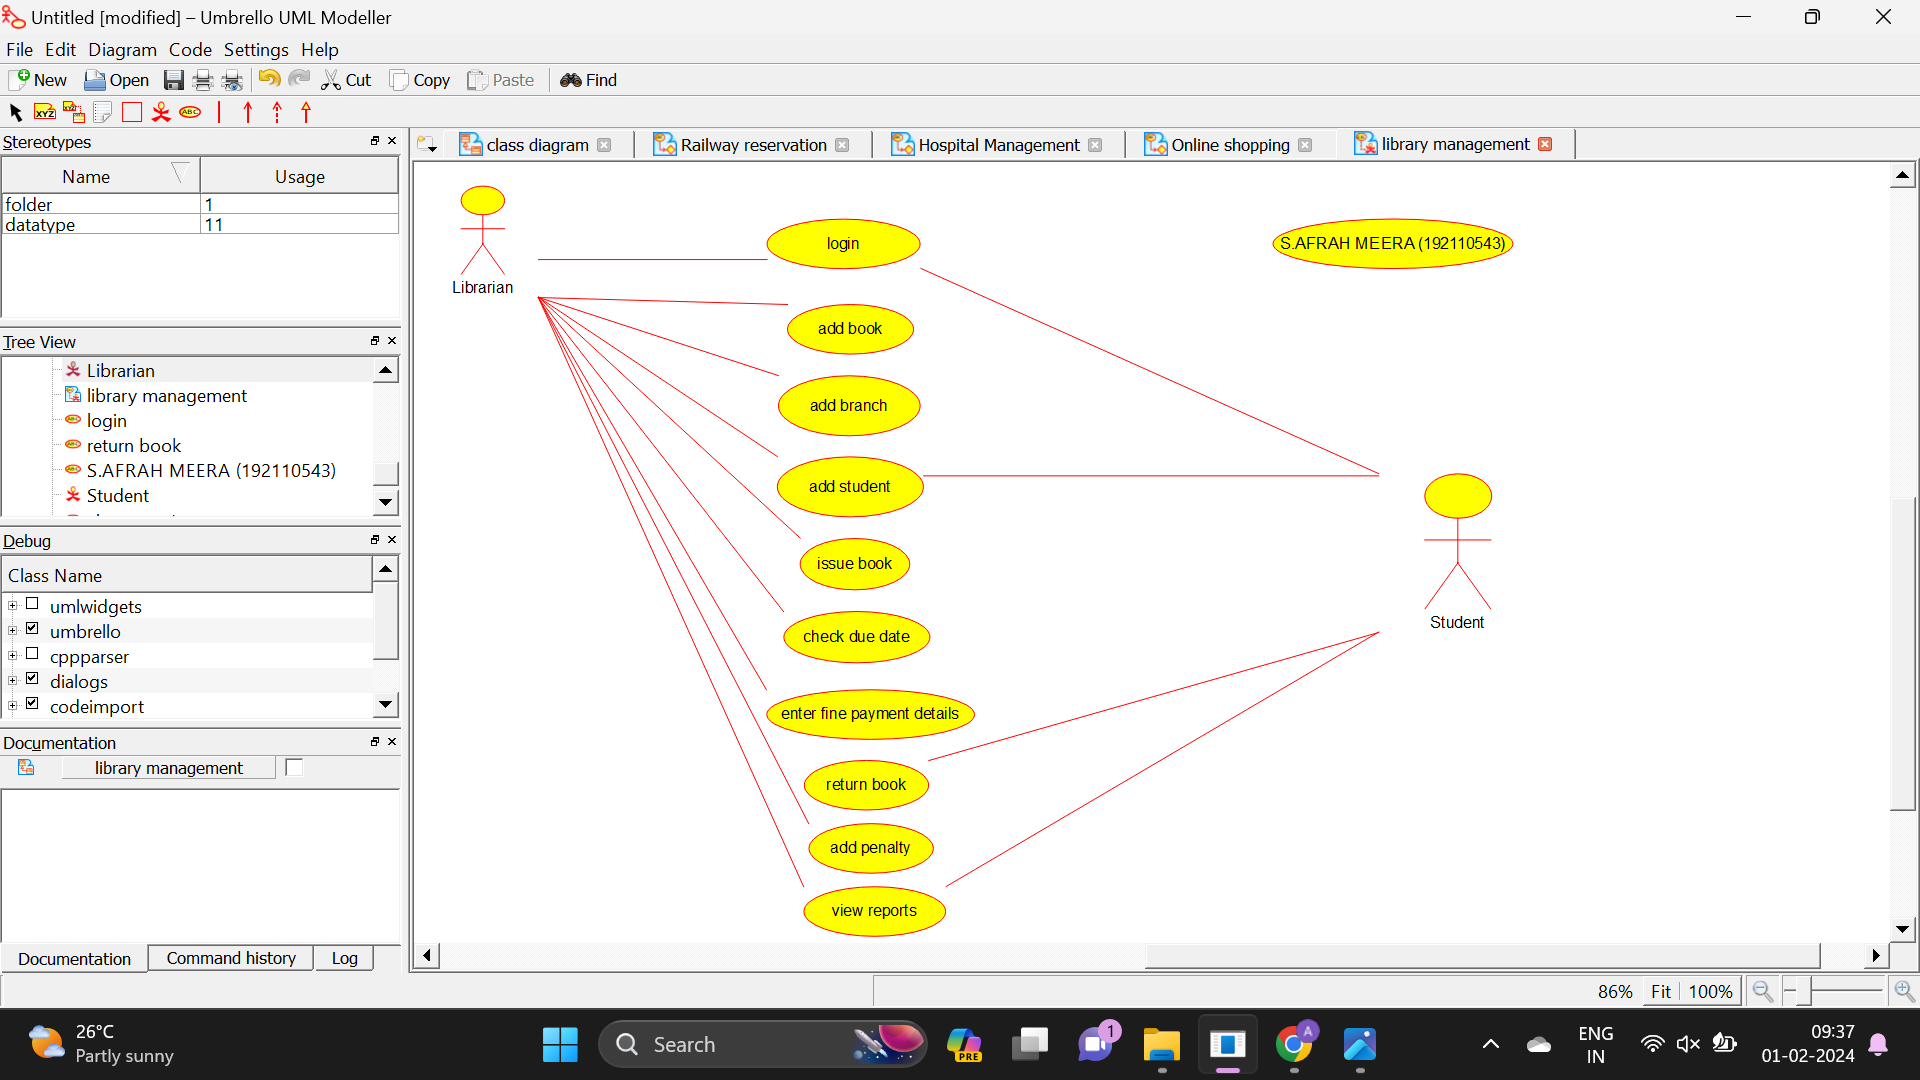 Untitled [modified] – Umbrello UML Modeller
File Edit Diagram Code Settings Help
New Open Cut Copy Paste Find
XYZ XYZ ABC
Stereotypes
Name Usage
folder 1
datatype 11
Tree View
Librarian
library management
login
return book
S.AFRAH MEERA (192110543)
Student
Debug
Class Name
umlwidgets
umbrello
cppparser
dialogs
codeimport
Documentation
library management
Documentation Command history Log
class diagram Railway reservation Hospital Management Online shopping library management
Librarian
login
S.AFRAH MEERA (192110543)
add book
add branch
add student
issue book
check due date
enter fine payment details
return book
add penalty
view reports
Student
86% Fit 100%
26°C
Partly sunny
Search
PRE
1
A
ENG
IN
09:37
01-02-2024